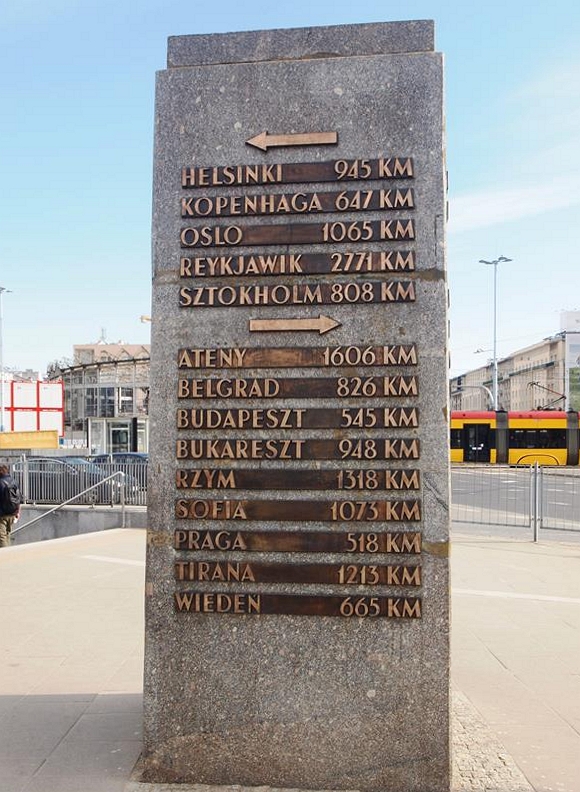 HELSINKI 945 KM
KOPENHAGA 647 KM
OSLO 1065 KM
REYKJAWIK 2771 KM
SZTOKHOLM 808 KM
ATENY 1606 KM
BELGRAD 826 KM
BUDAPESZT 545 KM
BUKARESZT 948 KM
RZYM 1318 KM
SOFIA 1073 KM
PRAGA 518 KM
TIRANA 1213 KM
WIEDEŃ 665 KM